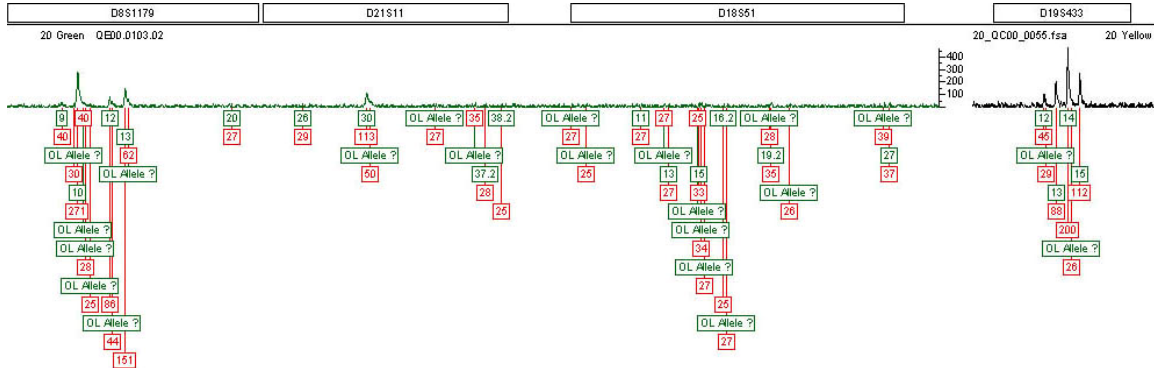 D8S1179 D21S11 D18S51 D19S433
20 Green QE00.0103.02 20_QC00_0055.fsa 20 Yellow
400
300
200
100
9 40 12 20 26 30 OL Allele ? 35 38.2 OL Allele ? 11 27 25 16.2 OL Allele ? OL Allele ? 12 14
40 13 27 29 113 27 27 27 28 39 45
OL Allele ? 62 OL Allele ? OL Allele ? OL Allele ? OL Allele ? 19.2 27 OL Allele ?
30 OL Allele ? 50 37.2 25 13 15 35 37 29 15
10 28 27 33 OL Allele ? 13 112
271 25 OL Allele ? 26 88
OL Allele ? OL Allele ? 200
OL Allele ? 34 OL Allele ?
28 OL Allele ? 26
OL Allele ? 27
25 86 25
OL Allele ? OL Allele ?
44 27
151